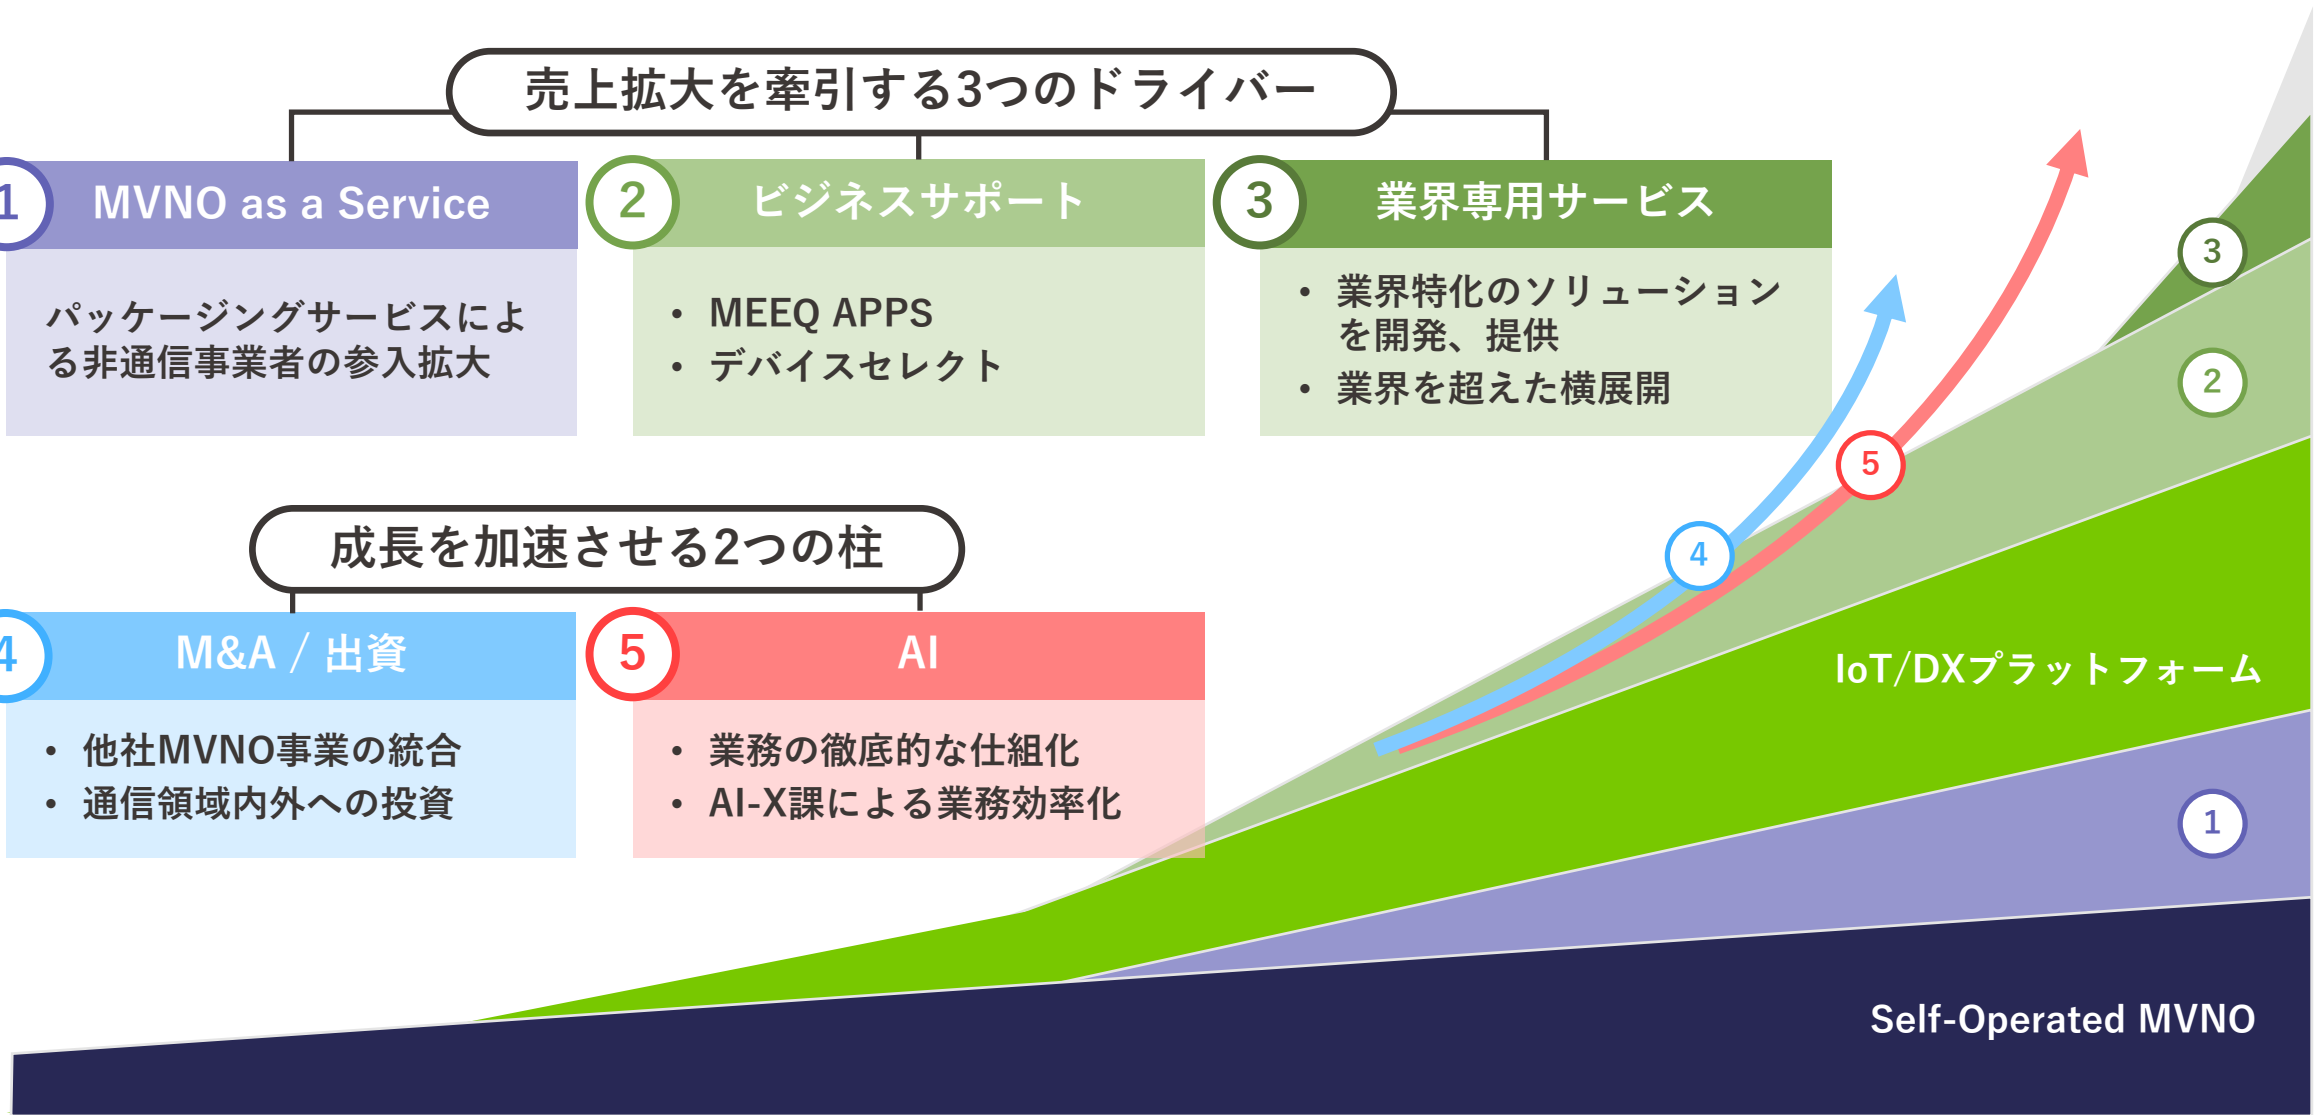 売上拡大を牽引する3つのドライバー
1
MVNO as a Service
パッケージングサービスによ
る非通信事業者の参入拡大
2
ビジネスサポート
• MEEQ APPS
• デバイスセレクト
3
業界専用サービス
• 業界特化のソリューション
を開発、提供
• 業界を超えた横展開
成長を加速させる2つの柱
4
M&A / 出資
• 他社MVNO事業の統合
• 通信領域内外への投資
5
AI
• 業務の徹底的な仕組化
• AI-X課による業務効率化
3
2
5
4
IoT/DXプラットフォーム
1
Self-Operated MVNO